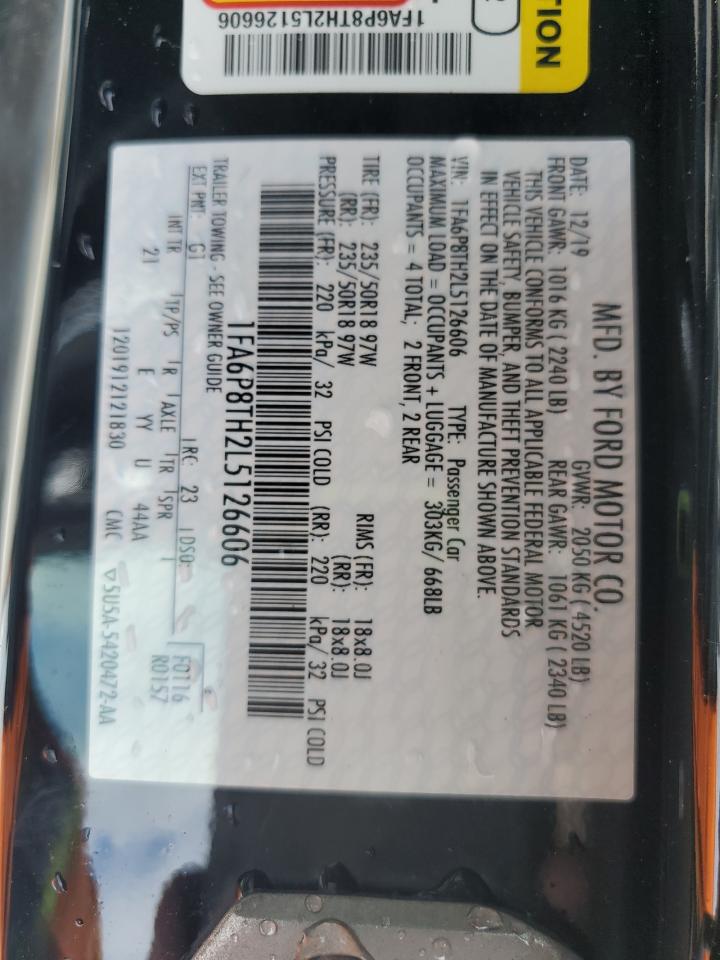 TION
1FA6P8TH2L5126606
MFD. BY FORD MOTOR CO.
DATE: 12/19 GVWR: 2050 KG ( 4520 LB)
FRONT GAWR: 1016 KG ( 2240 LB) REAR GAWR: 1061 KG ( 2340 LB)
THIS VEHICLE CONFORMS TO ALL APPLICABLE FEDERAL MOTOR
VEHICLE SAFETY, BUMPER, AND THEFT PREVENTION STANDARDS
IN EFFECT ON THE DATE OF MANUFACTURE SHOWN ABOVE.
VIN: 1FA6P8TH2L5126606 TYPE: Passenger Car
MAXIMUM LOAD = OCCUPANTS + LUGGAGE = 303KG/ 668LB
OCCUPANTS = 4 TOTAL; 2 FRONT, 2 REAR
TIRE (FR): 235/50R18 97W RIMS (FR): 18x8.0J
(RR): 235/50R18 97W (RR): 18x8.0J
PRESSURE (FR): 220 kPa/ 32 PSI COLD (RR): 220 kPa/ 32 PSI COLD
1FA6P8TH2L5126606
TRAILER TOWING - SEE OWNER GUIDE
EXT PNT: G1 RC: 23 DSO: F0116
R0157
INT TR TP/PS R AXLE TR SPR
21 E YY U 44AA
1201912121830 CMC ▽5U5A-5420472-AA